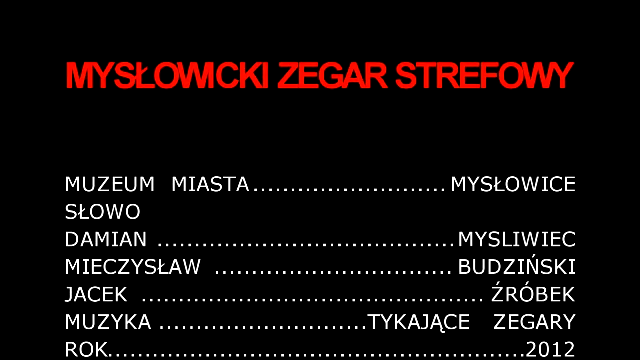 MYSŁOWICKI ZEGAR STREFOWY
MUZEUM MIASTA.......................... MYSŁOWICE
SŁOWO
DAMIAN ....................................... MYSLIWIEC
MIECZYSŁAW ............................... BUDZIŃSKI
JACEK ............................................. ŹRÓBEK
MUZYKA ...........................TYKAJĄCE ZEGARY
ROK.......................................................2012